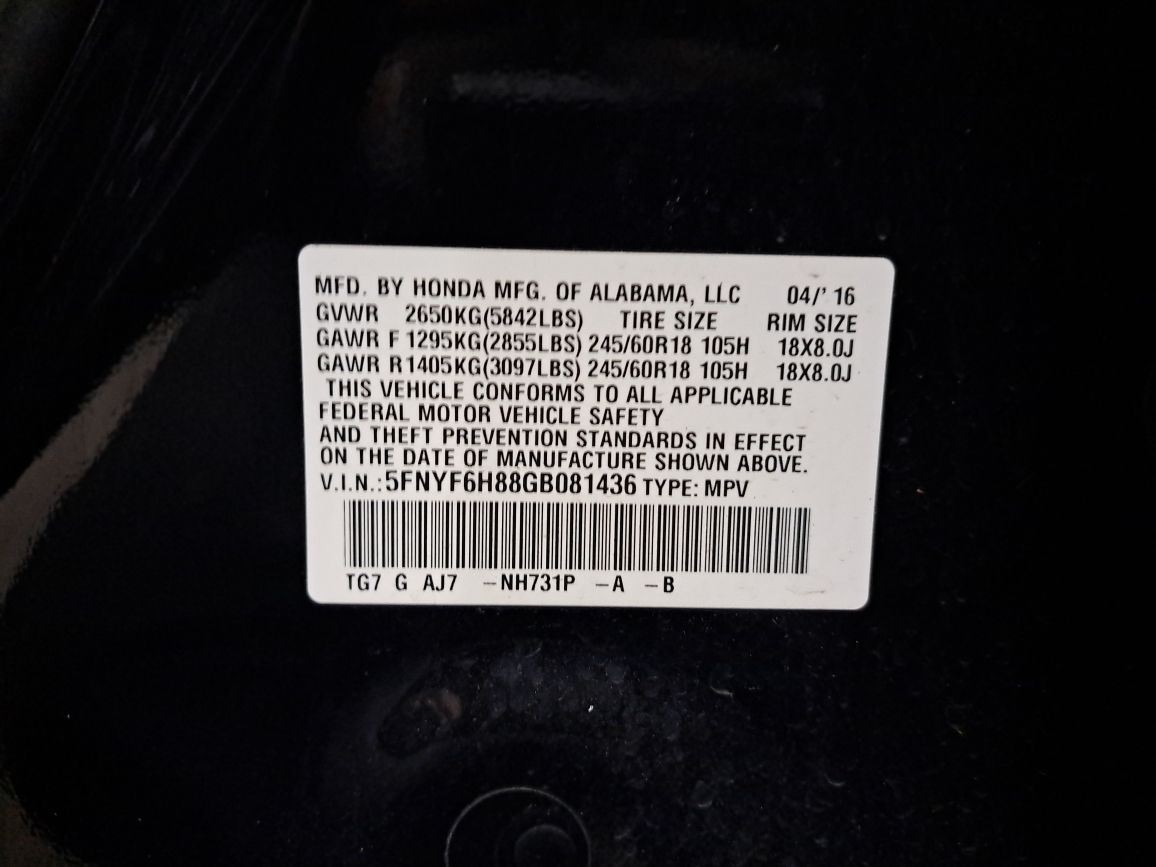 MFD. BY HONDA MFG. OF ALABAMA, LLC 04/' 16
GVWR 2650KG(5842LBS) TIRE SIZE RIM SIZE
GAWR F 1295KG(2855LBS) 245/60R18 105H 18X8.0J
GAWR R 1405KG(3097LBS) 245/60R18 105H 18X8.0J
THIS VEHICLE CONFORMS TO ALL APPLICABLE
FEDERAL MOTOR VEHICLE SAFETY
AND THEFT PREVENTION STANDARDS IN EFFECT
ON THE DATE OF MANUFACTURE SHOWN ABOVE.
V.I.N.: 5FNYF6H88GB081436 TYPE: MPV
TG7 G AJ7 -NH731P -A -B